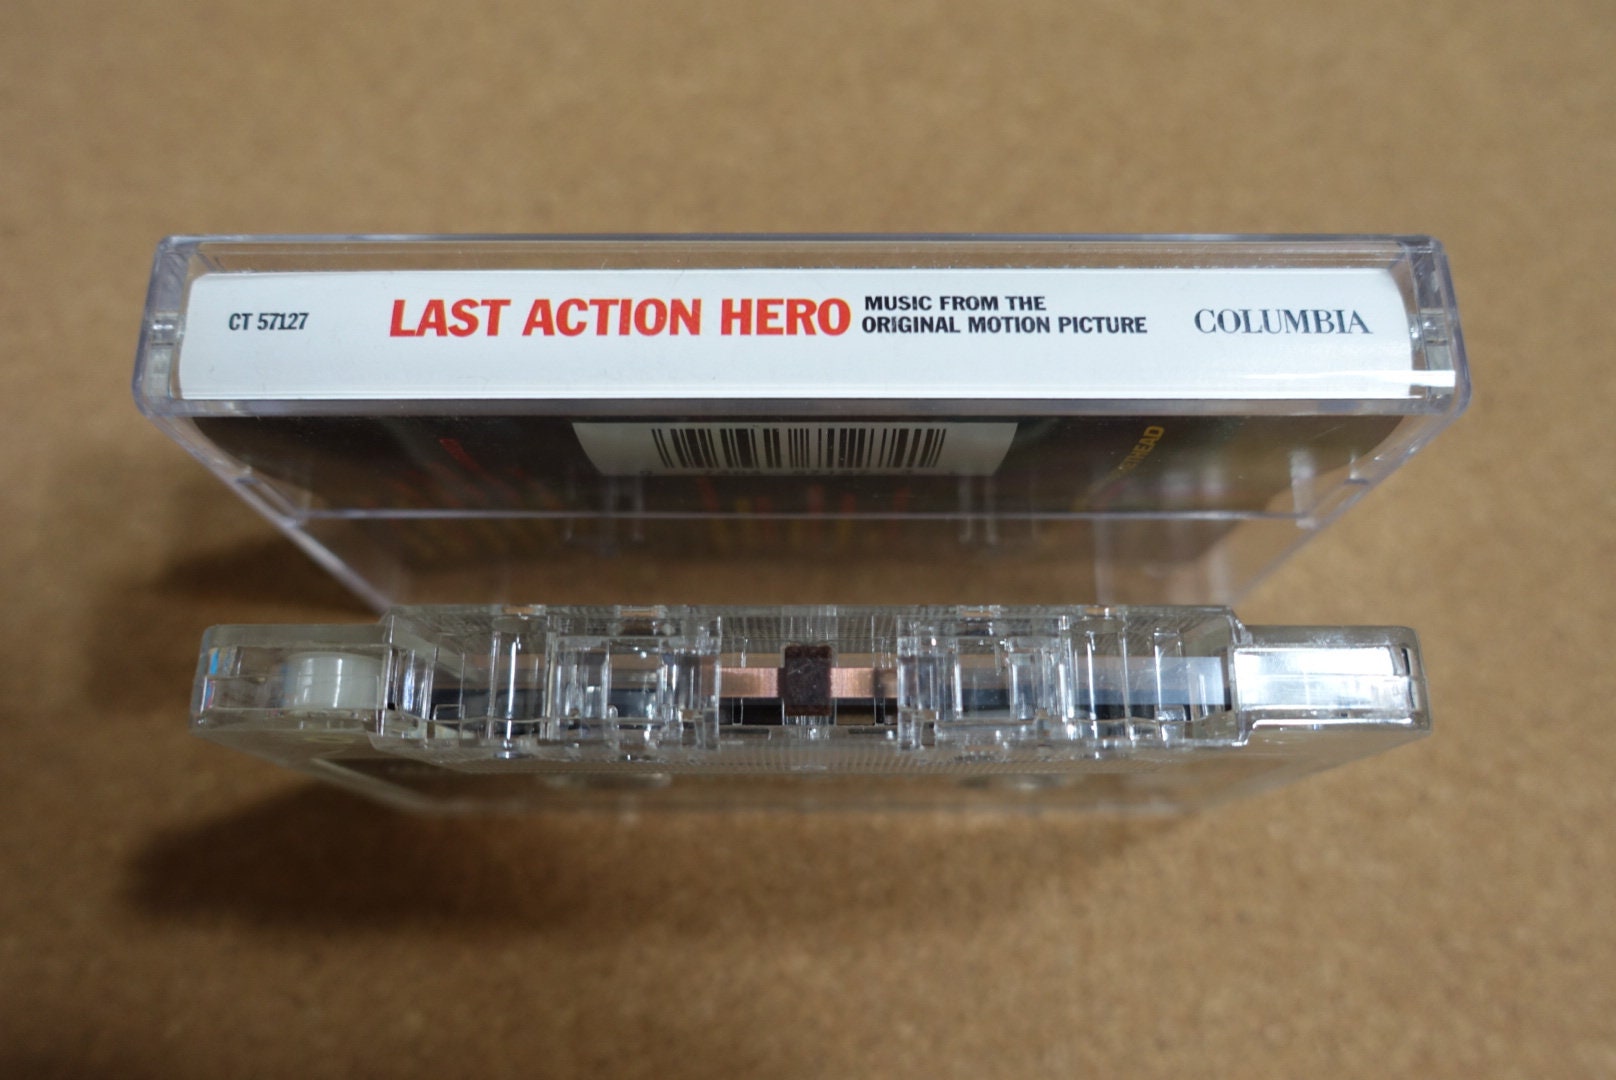 CT 57127
LAST ACTION HERO
MUSIC FROM THE
ORIGINAL MOTION PICTURE
COLUMBIA